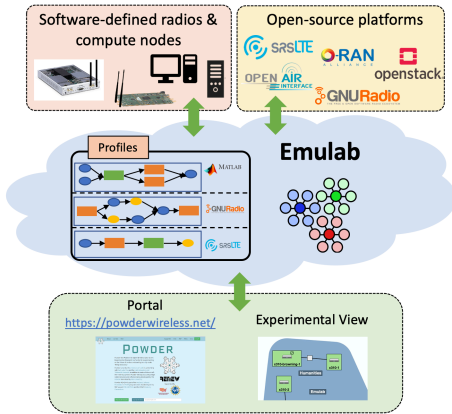 Software-defined radios &
compute nodes
Open-source platforms
SRSLTE
O-RAN
ALLIANCE
openstack.
OPEN AIR
INTERFACE
GNURadio
Profiles
MATLAB
GNURadio
SRSLTE
Emulab
Portal
https://powderwireless.net/
Experimental View
POWDER
RENEW